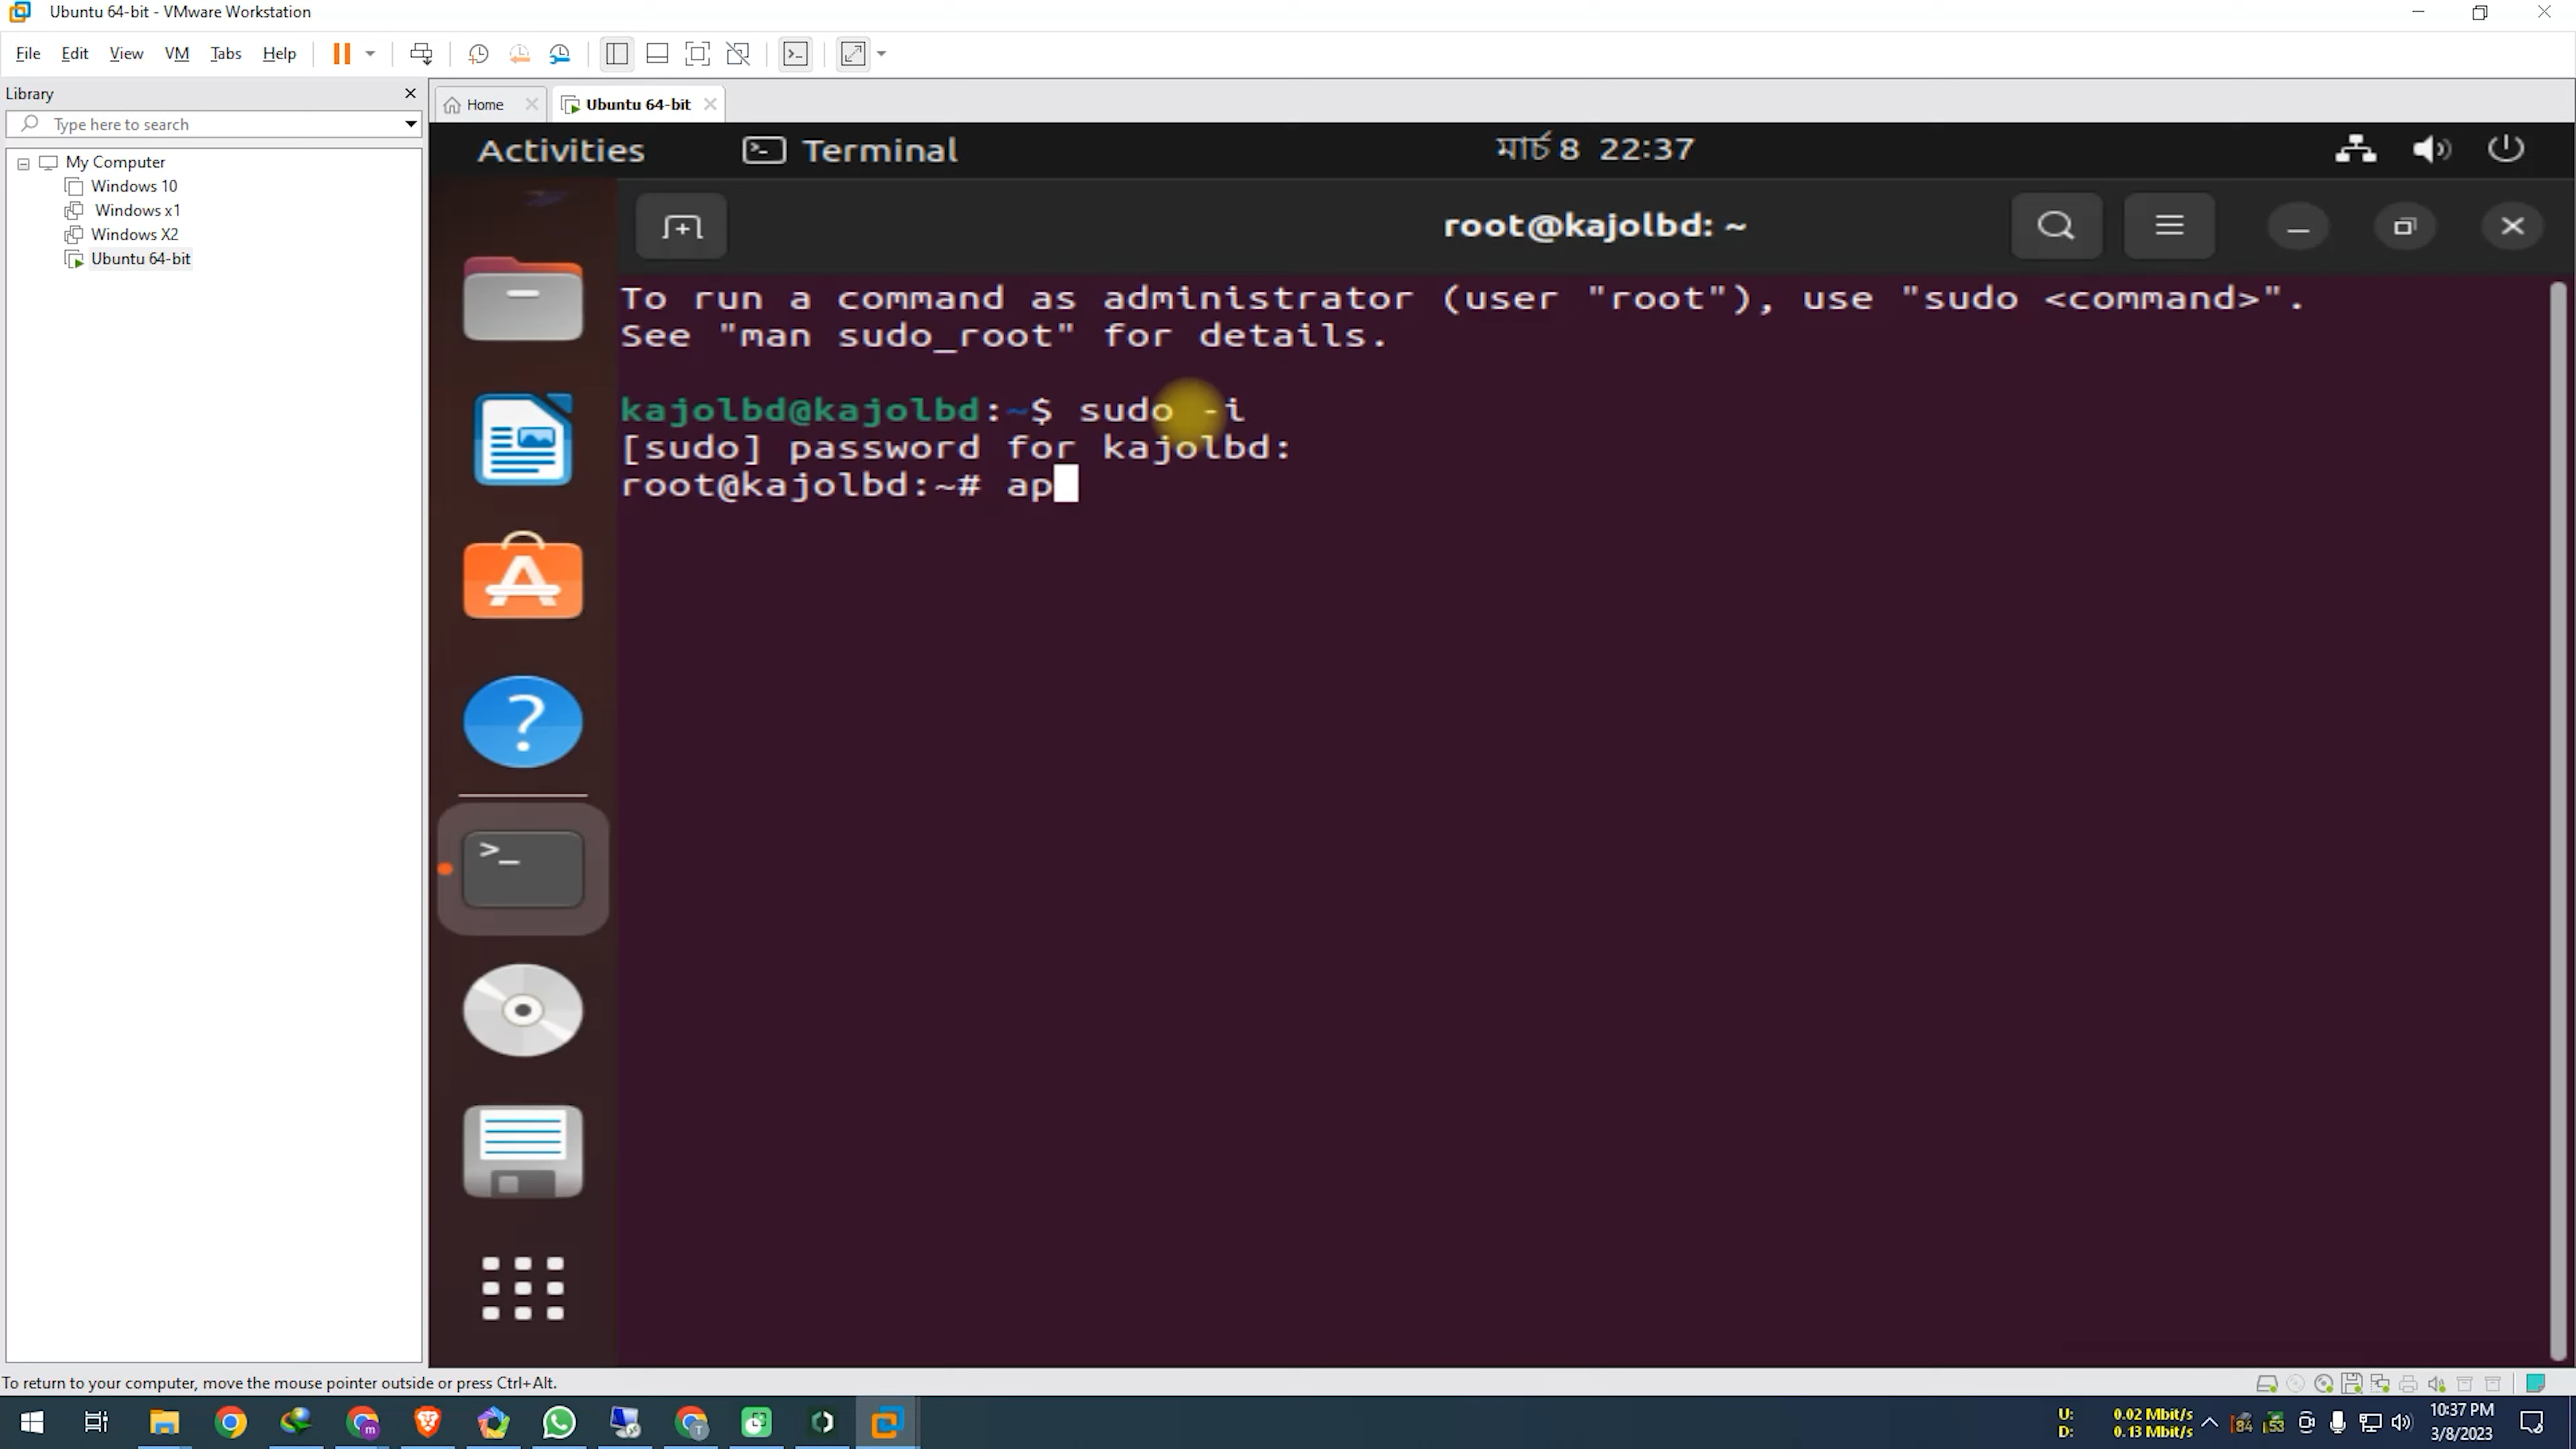 Ubuntu 64-bit - VMware Workstation
File Edit View VM Tabs Help
Library
Type here to search
My Computer
Windows 10
Windows x1
Windows X2
Ubuntu 64-bit
Home
Ubuntu 64-bit
Activities
Terminal
মার্চ 8 22:37
root@kajolbd: ~
To run a command as administrator (user "root"), use "sudo <command>".
See "man sudo_root" for details.
kajolbd@kajolbd:~$ sudo -i
[sudo] password for kajolbd:
root@kajolbd:~# ap
To return to your computer, move the mouse pointer outside or press Ctrl+Alt.
U: 0.02 Mbit/s
D: 0.13 Mbit/s
84
53
10:37 PM
3/8/2023